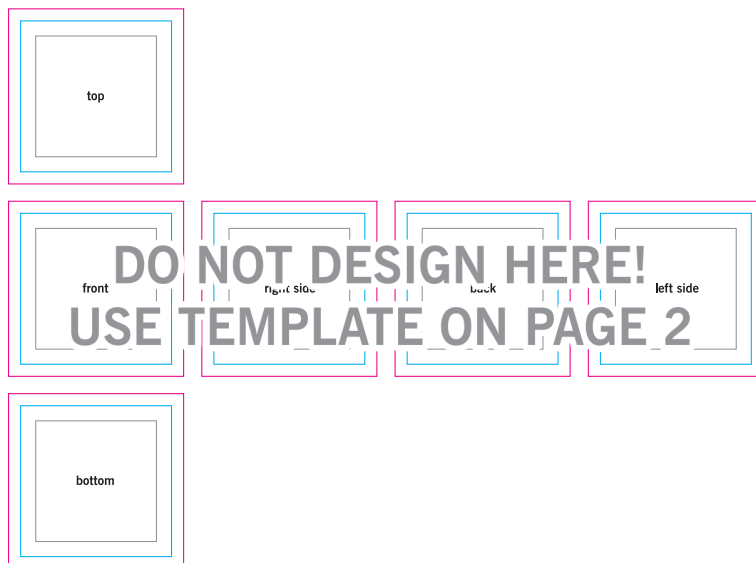 top
DO NOT DESIGN HERE!
front right side back left side
USE TEMPLATE ON PAGE 2
bottom